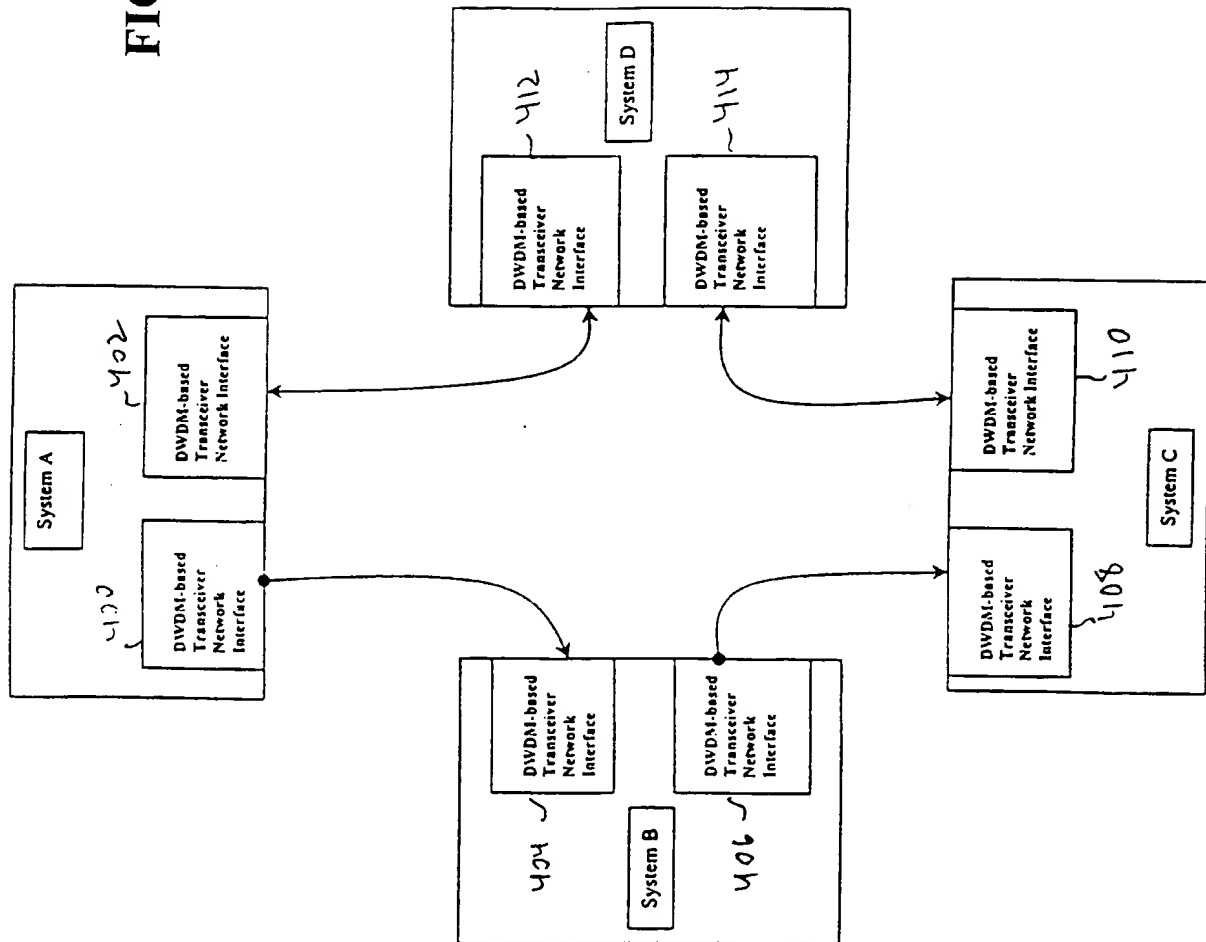 FIG
System A
400
DWDM-based
Transceiver
Network
Interface
402
DWDM-based
Transceiver
Network Interface
System B
404
DWDM-based
Transceiver
Network
Interface
406
DWDM-based
Transceiver
Network
Interface
System D
412
DWDM-based
Transceiver
Network
Interface
414
DWDM-based
Transceiver
Network
Interface
System C
408
DWDM-based
Transceiver
Network
Interface
410
DWDM-based
Transceiver
Network Interface